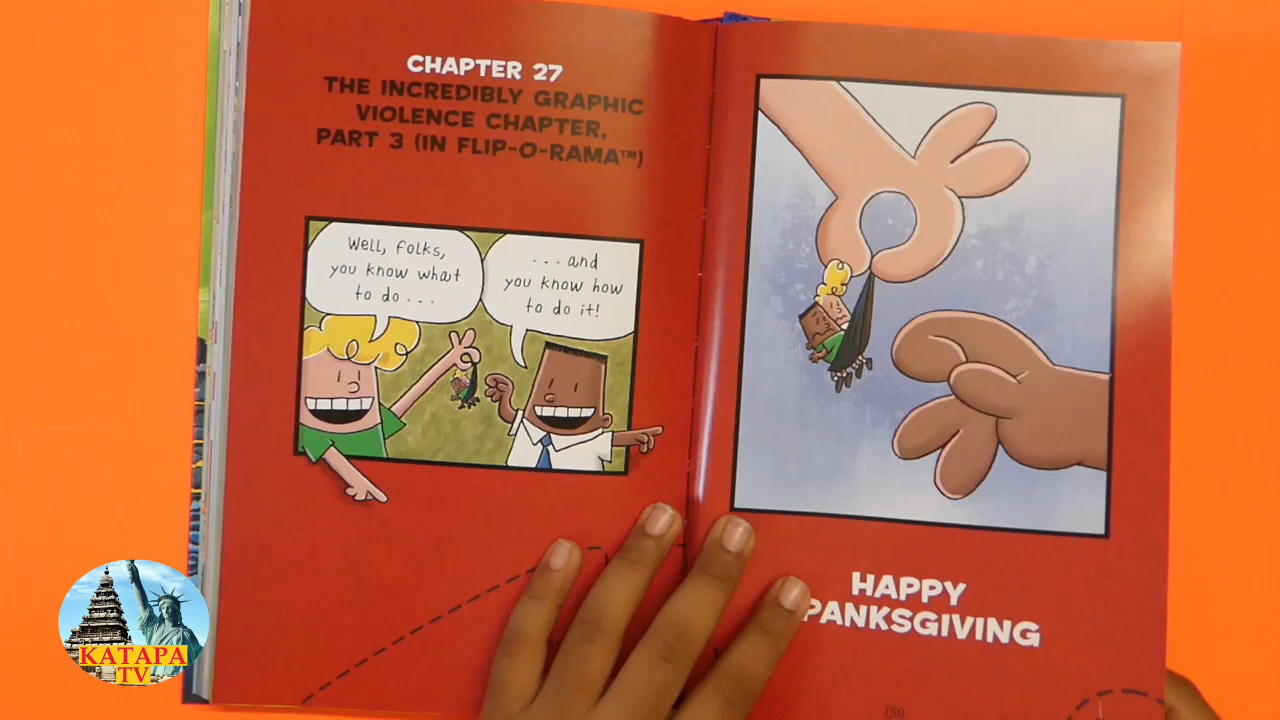 CHAPTER 27
THE INCREDIBLY GRAPHIC
VIOLENCE CHAPTER,
PART 3 (IN FLIP-O-RAMA™)
Well, folks,
you know what
to do...
...and
you know how
to do it!
HAPPY
PANKSGIVING
159
KATAPA
TV